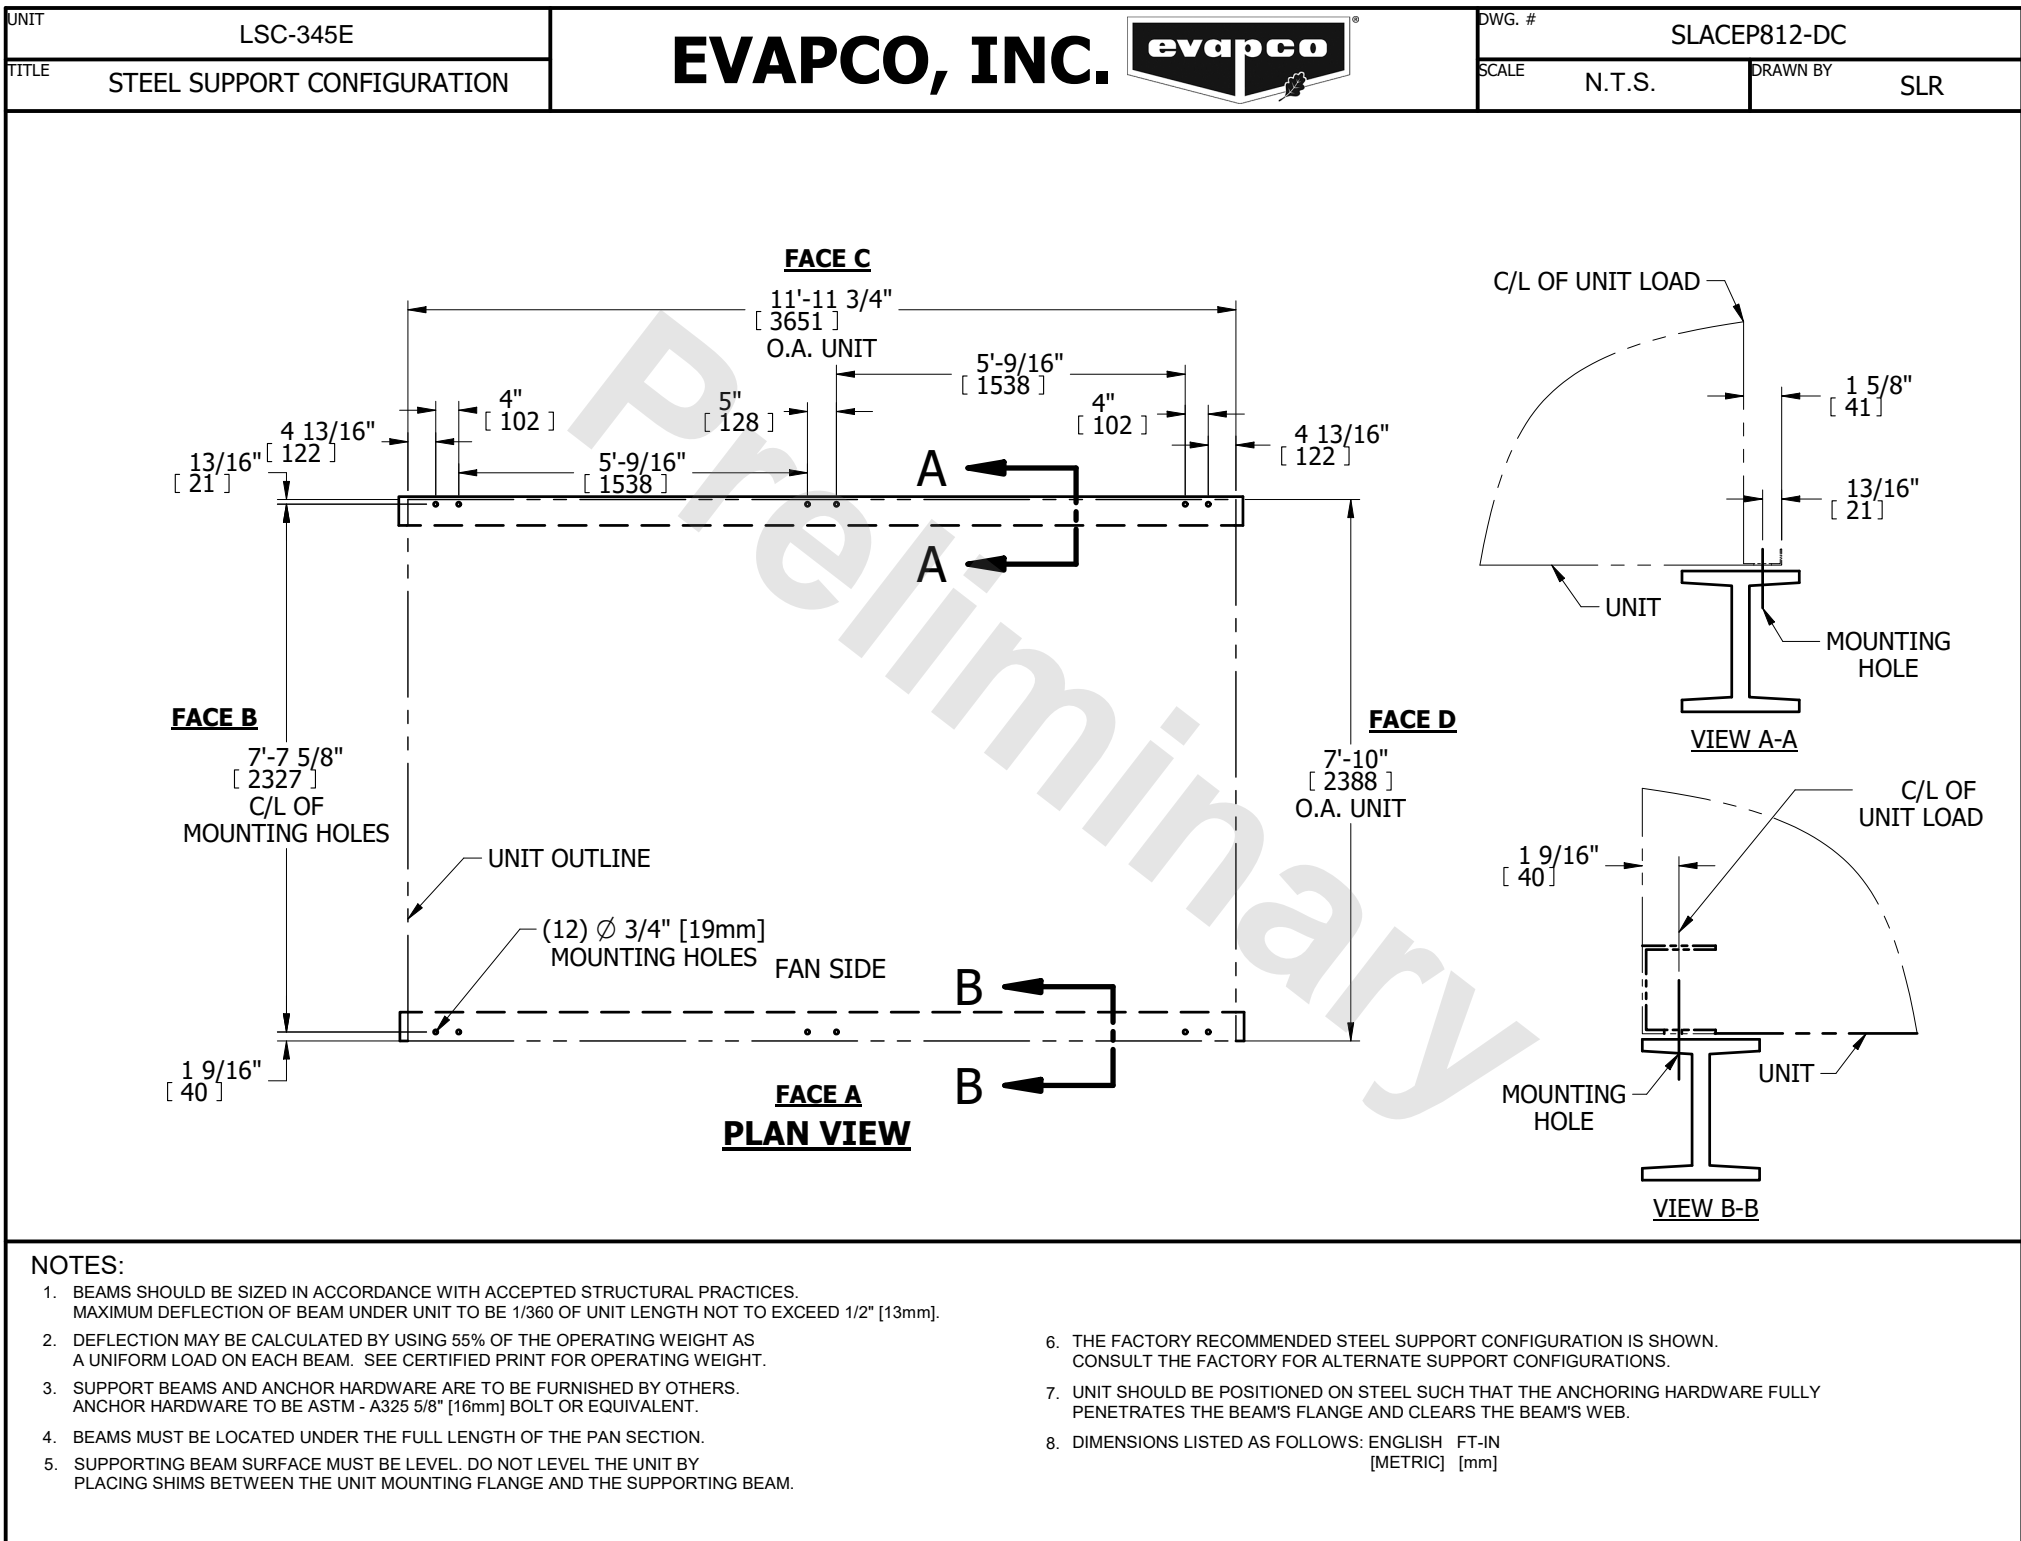 UNIT
LSC-345E
TITLE
STEEL SUPPORT CONFIGURATION
EVAPCO, INC.
evapco
®
DWG. #
SLACEP812-DC
SCALE
N.T.S.
DRAWN BY
SLR
FACE C
11'-11 3/4"
[ 3651 ]
O.A. UNIT
5'-9/16"
[ 1538 ]
4"
[ 102 ]
5"
[ 128 ]
4"
[ 102 ]
4 13/16"
[ 122 ]
4 13/16"
[ 122 ]
13/16"
[ 21 ]
5'-9/16"
[ 1538 ]
A
A
FACE B
7'-7 5/8"
[ 2327 ]
C/L OF
MOUNTING HOLES
FACE D
7'-10"
[ 2388 ]
O.A. UNIT
UNIT OUTLINE
(12) Ø 3/4" [19mm]
MOUNTING HOLES
FAN SIDE
B
B
1 9/16"
[ 40 ]
FACE A
PLAN VIEW
C/L OF UNIT LOAD
1 5/8"
[ 41 ]
13/16"
[ 21 ]
UNIT
MOUNTING
HOLE
VIEW A-A
C/L OF
UNIT LOAD
1 9/16"
[ 40 ]
UNIT
MOUNTING
HOLE
VIEW B-B
Preliminary
NOTES:
1. BEAMS SHOULD BE SIZED IN ACCORDANCE WITH ACCEPTED STRUCTURAL PRACTICES.
MAXIMUM DEFLECTION OF BEAM UNDER UNIT TO BE 1/360 OF UNIT LENGTH NOT TO EXCEED 1/2" [13mm].
2. DEFLECTION MAY BE CALCULATED BY USING 55% OF THE OPERATING WEIGHT AS
A UNIFORM LOAD ON EACH BEAM. SEE CERTIFIED PRINT FOR OPERATING WEIGHT.
3. SUPPORT BEAMS AND ANCHOR HARDWARE ARE TO BE FURNISHED BY OTHERS.
ANCHOR HARDWARE TO BE ASTM - A325 5/8" [16mm] BOLT OR EQUIVALENT.
4. BEAMS MUST BE LOCATED UNDER THE FULL LENGTH OF THE PAN SECTION.
5. SUPPORTING BEAM SURFACE MUST BE LEVEL. DO NOT LEVEL THE UNIT BY
PLACING SHIMS BETWEEN THE UNIT MOUNTING FLANGE AND THE SUPPORTING BEAM.
6. THE FACTORY RECOMMENDED STEEL SUPPORT CONFIGURATION IS SHOWN.
CONSULT THE FACTORY FOR ALTERNATE SUPPORT CONFIGURATIONS.
7. UNIT SHOULD BE POSITIONED ON STEEL SUCH THAT THE ANCHORING HARDWARE FULLY
PENETRATES THE BEAM'S FLANGE AND CLEARS THE BEAM'S WEB.
8. DIMENSIONS LISTED AS FOLLOWS: ENGLISH FT-IN
[METRIC] [mm]